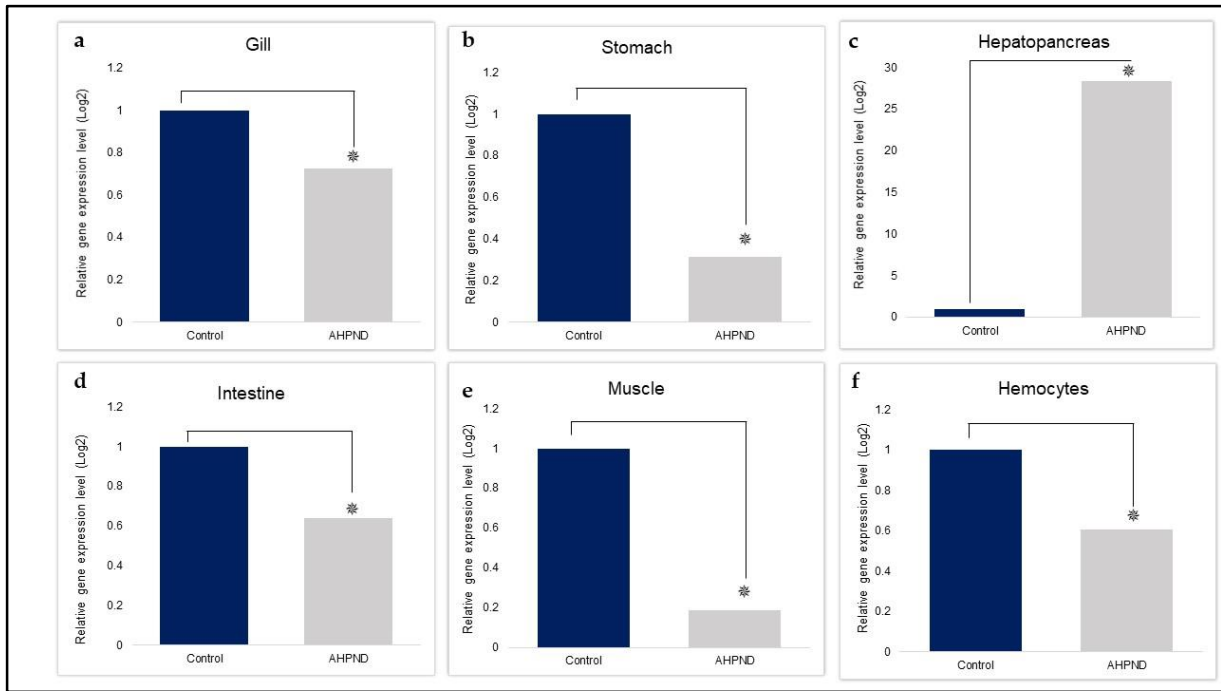 a
Gill
Relative gene expression level (Log2)
1.2
1
0.8
0.6
0.4
0.2
0
Control
AHPND
✵
b
Stomach
Relative gene expression level (Log2)
1.2
1
0.8
0.6
0.4
0.2
0
Control
AHPND
✵
c
Hepatopancreas
Relative gene expression level (Log2)
30
25
20
15
10
5
0
Control
AHPND
✵
d
Intestine
Relative gene expression level (Log2)
1.2
1
0.8
0.6
0.4
0.2
0
Control
AHPND
✵
e
Muscle
Relative gene expression level (Log2)
1.2
1
0.8
0.6
0.4
0.2
0
Control
AHPND
✵
f
Hemocytes
Relative gene expression level (Log2)
1.2
1
0.8
0.6
0.4
0.2
0
Control
AHPND
✵